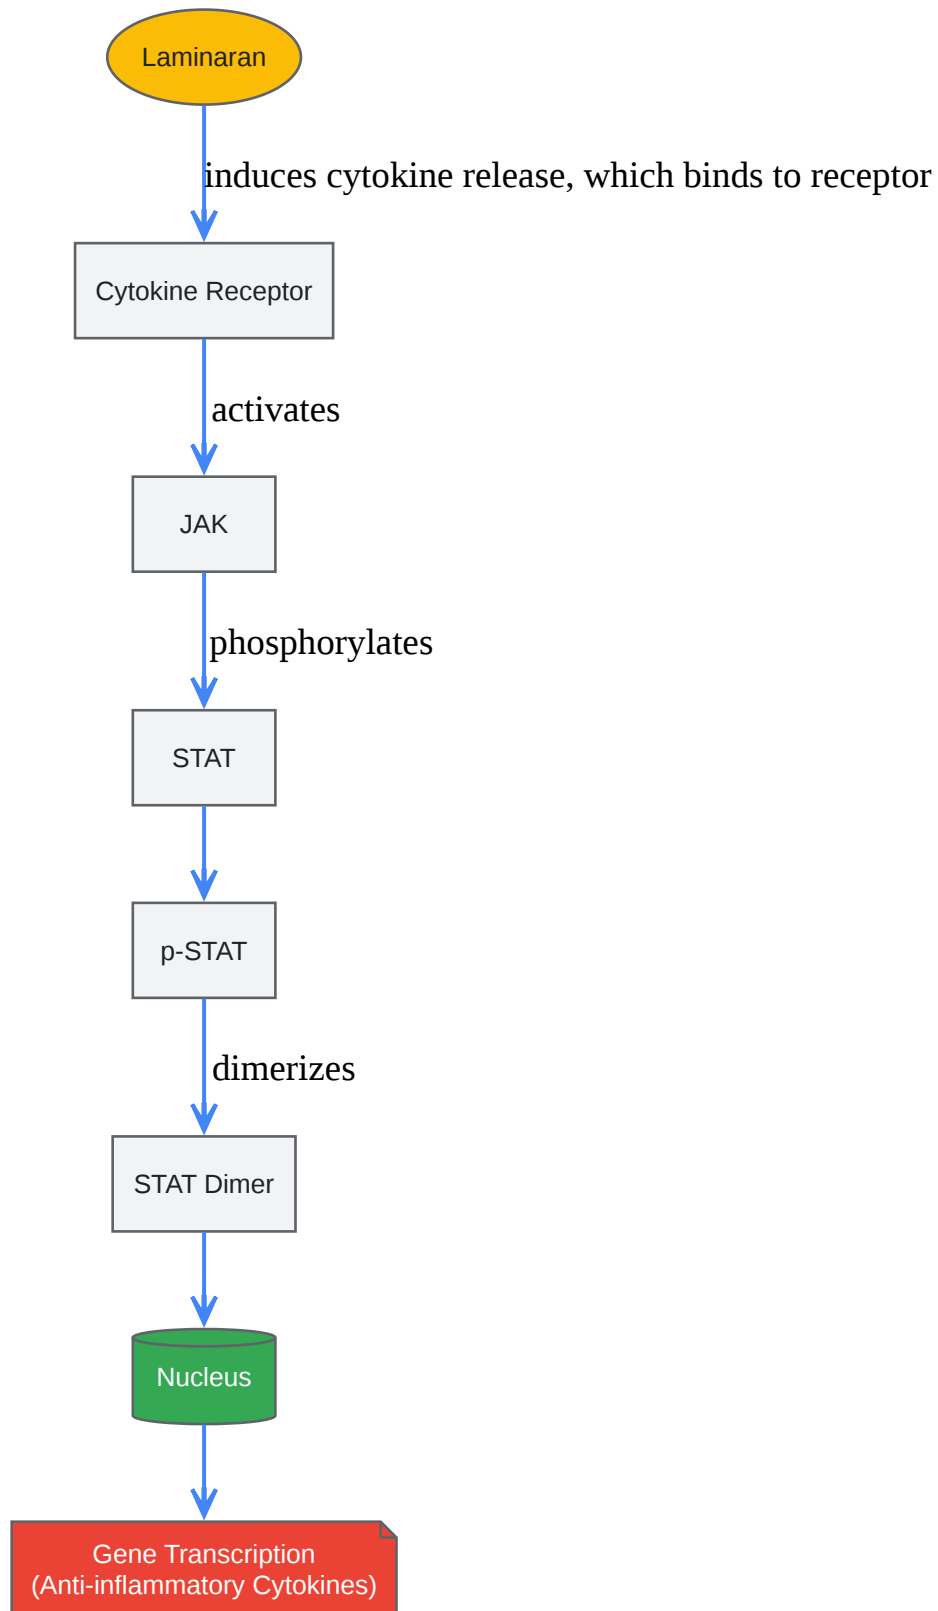 Laminaran
induces cytokine release, which binds to receptor
Cytokine Receptor
activates
JAK
phosphorylates
STAT
p-STAT
dimerizes
STAT Dimer
Nucleus
Gene Transcription
(Anti-inflammatory Cytokines)